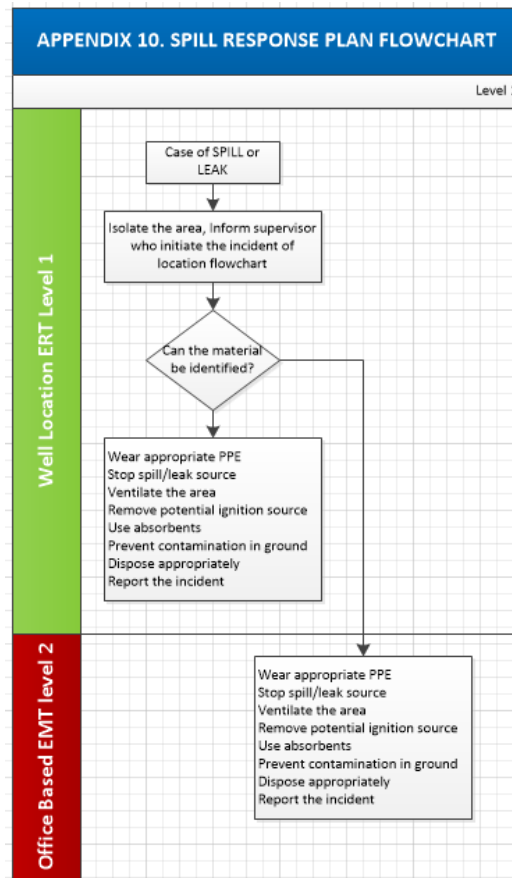 APPENDIX 10. SPILL RESPONSE PLAN FLOWCHART
Level
Well Location ERT Level 1
Case of SPILL or
LEAK
Isolate the area, Inform supervisor
who initiate the incident of
location flowchart
Can the material
be identified?
Wear appropriate PPE
Stop spill/leak source
Ventilate the area
Remove potential ignition source
Use absorbents
Prevent contamination in ground
Dispose appropriately
Report the incident
Office Based EMT level 2
Wear appropriate PPE
Stop spill/leak source
Ventilate the area
Remove potential ignition source
Use absorbents
Prevent contamination in ground
Dispose appropriately
Report the incident